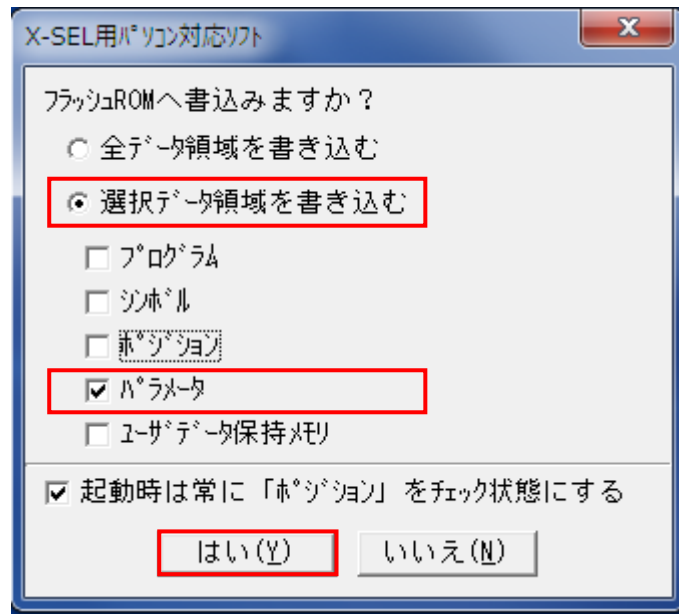 X-SEL用ﾊﾟｿｺﾝ対応ｿﾌﾄ
x
ﾌﾗｯｼｭROMへ書込みますか？
全ﾃﾞｰﾀ領域を書き込む
選択ﾃﾞｰﾀ領域を書き込む
ﾌﾟﾛｸﾞﾗﾑ
ｼﾝﾎﾞﾙ
ﾎﾟｼﾞｼｮﾝ
ﾊﾟﾗﾒｰﾀ
ﾕｰｻﾞﾃﾞｰﾀ保持ﾒﾓﾘ
起動時は常に「ﾎﾟｼﾞｼｮﾝ」をﾁｪｯｸ状態にする
はい(Y) いいえ(N)